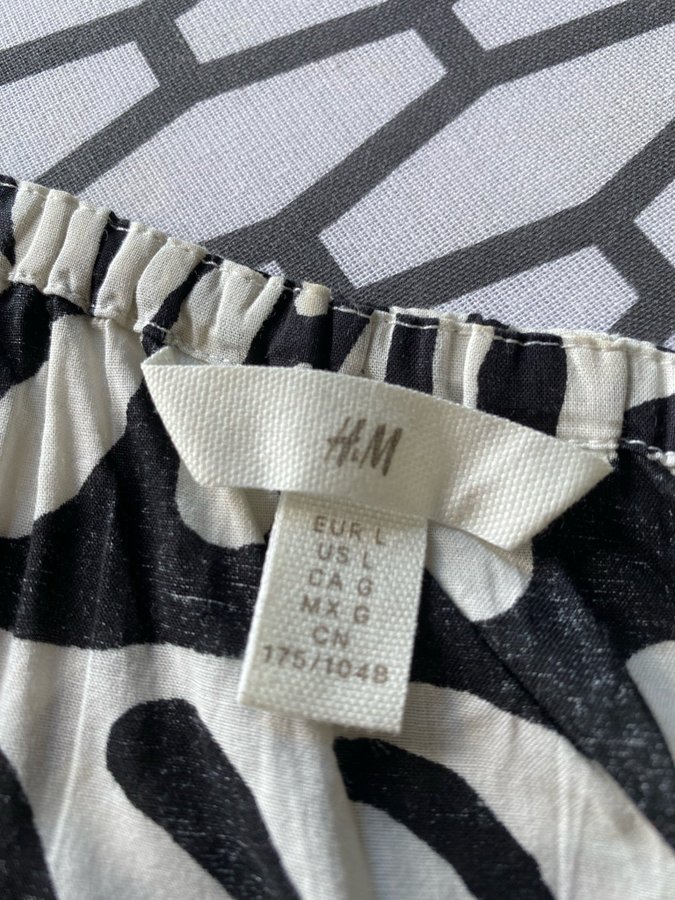 H&M
EUR L
US L
CA G
MX G
CN
175/104B